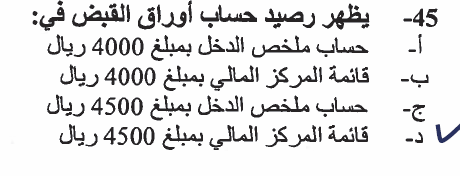 45- يظهر رصيد حساب أوراق القبض في:
أ- حساب ملخص الدخل بمبلغ 4000 ريال
ب- قائمة المركز المالي بمبلغ 4000 ريال
ج- حساب ملخص الدخل بمبلغ 4500 ريال
د- قائمة المركز المالي بمبلغ 4500 ريال